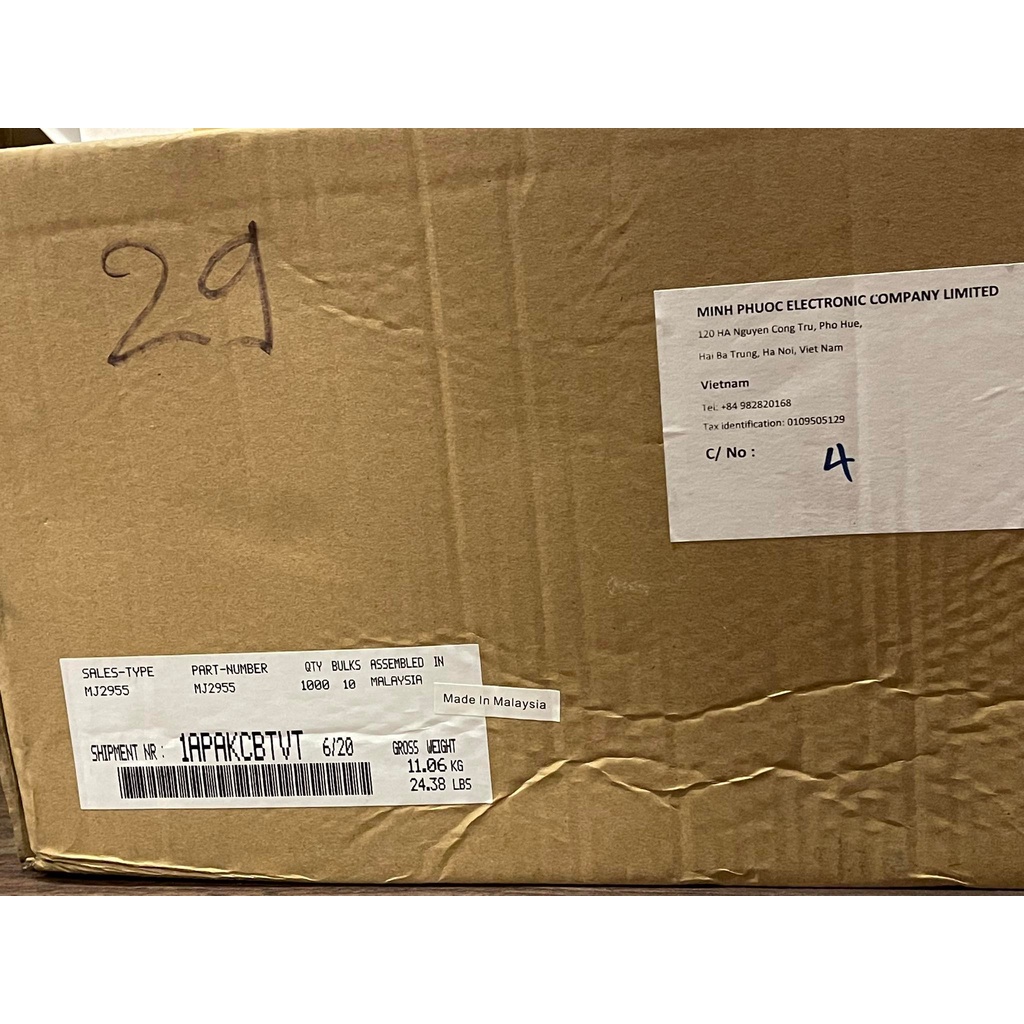 29
MINH PHUOC ELECTRONIC COMPANY LIMITED
120 HA Nguyen Cong Tru, Pho Hue,
Hai Ba Trung, Ha Noi, Viet Nam
Vietnam
Tel: +84 982820168
Tax identification: 0109505129
C/ No : 4
SALES-TYPE PART-NUMBER QTY BULKS ASSEMBLED IN
MJ2955 MJ2955 1000 10 MALAYSIA
Made In Malaysia
SHIPMENT NR: 1APAKCBTVT 6/20 GROSS WEIGHT
11.06 KG
24.38 LBS